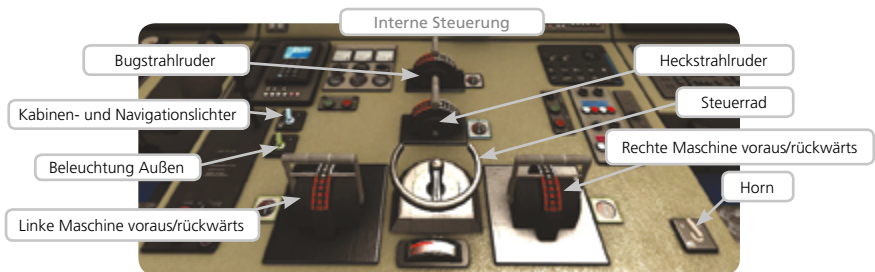 Interne Steuerung
Bugstrahlruder
Heckstrahlruder
Kabinen- und Navigationslichter
Steuerrad
Beleuchtung Außen
Rechte Maschine voraus/rückwärts
Horn
Linke Maschine voraus/rückwärts